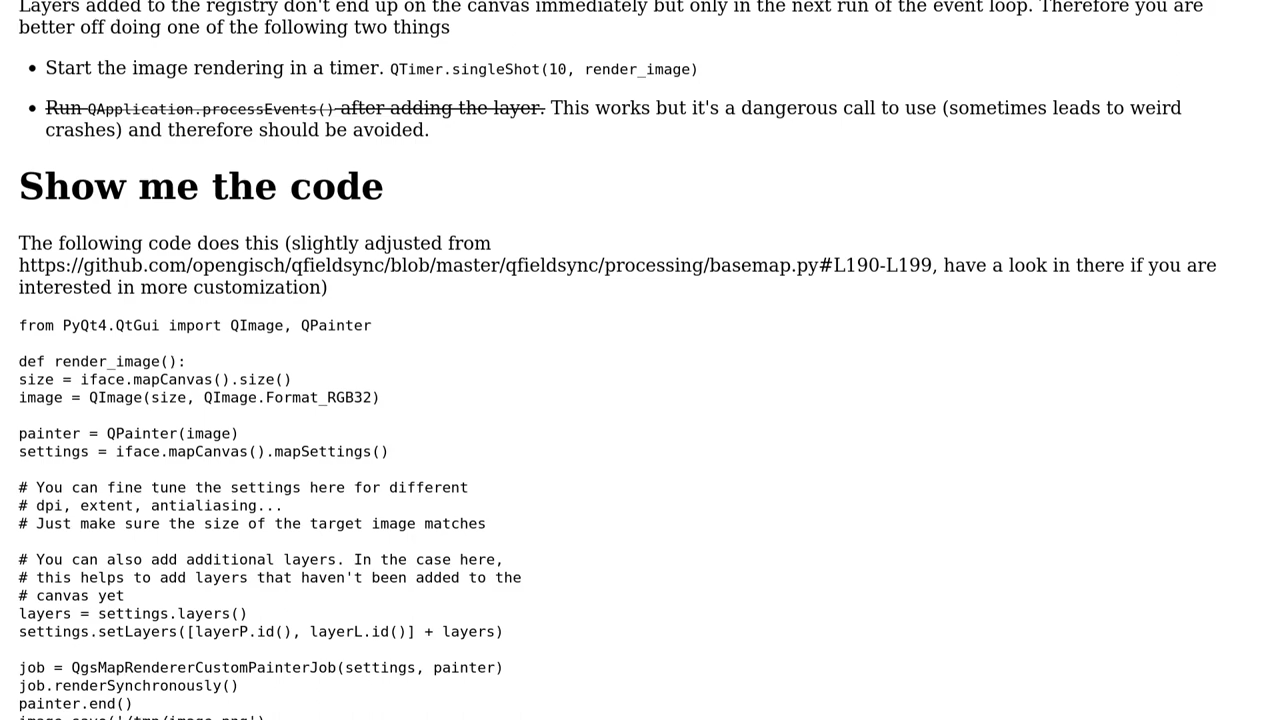 Layers added to the registry don't end up on the canvas immediately but only in the next run of the event loop. Therefore you are
better off doing one of the following two things
• Start the image rendering in a timer. QTimer.singleShot(10, render_image)
• Run QApplication.processEvents() after adding the layer. This works but it's a dangerous call to use (sometimes leads to weird
crashes) and therefore should be avoided.
Show me the code
The following code does this (slightly adjusted from
https://github.com/opengisch/qfieldsync/blob/master/qfieldsync/processing/basemap.py#L190-L199, have a look in there if you are
interested in more customization)
from PyQt4.QtGui import QImage, QPainter
def render_image():
size = iface.mapCanvas().size()
image = QImage(size, QImage.Format_RGB32)
painter = QPainter(image)
settings = iface.mapCanvas().mapSettings()
# You can fine tune the settings here for different
# dpi, extent, antialiasing...
# Just make sure the size of the target image matches
# You can also add additional layers. In the case here,
# this helps to add layers that haven't been added to the
# canvas yet
layers = settings.layers()
settings.setLayers([layerP.id(), layerL.id()] + layers)
job = QgsMapRendererCustomPainterJob(settings, painter)
job.renderSynchronously()
painter.end()
image.save('/tmp/image.png')